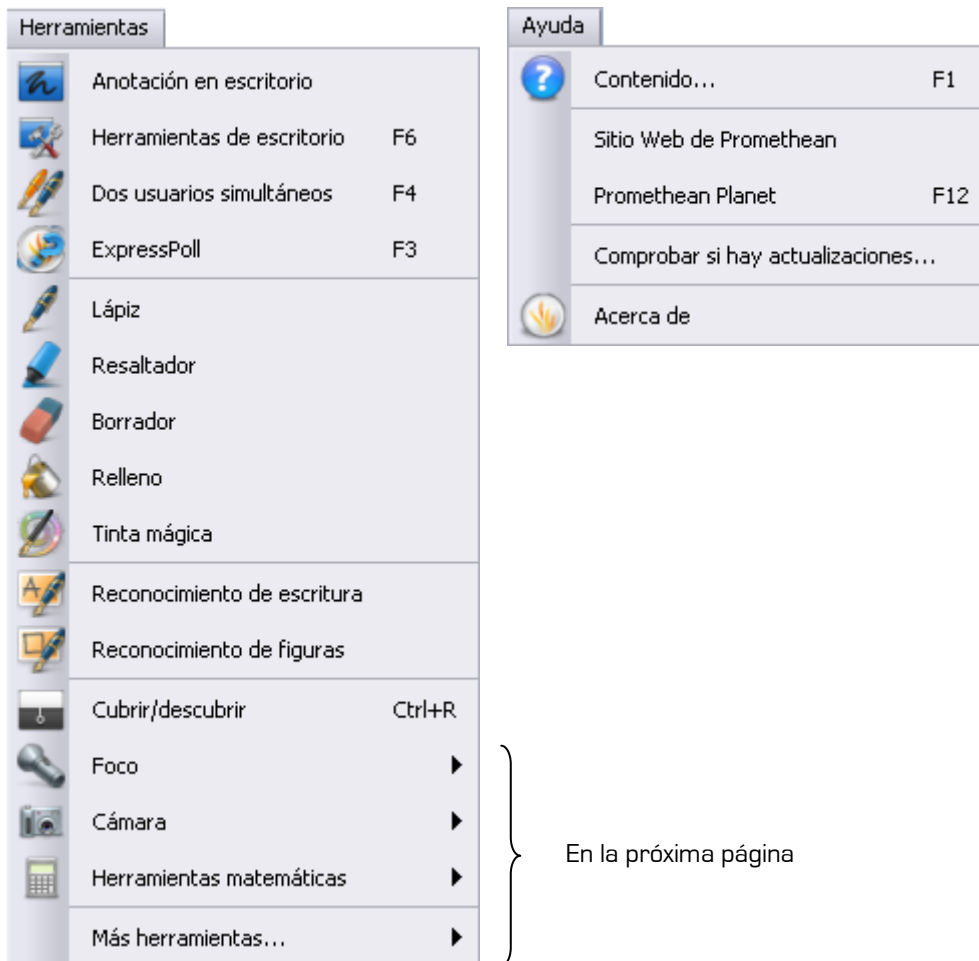 Herramientas
Anotación en escritorio
Herramientas de escritorio F6
Dos usuarios simultáneos F4
ExpressPoll F3
Lápiz
Resaltador
Borrador
Relleno
Tinta mágica
Reconocimiento de escritura
Reconocimiento de figuras
Cubrir/descubrir Ctrl+R
Foco
Cámara
Herramientas matemáticas
Más herramientas...
Ayuda
Contenido... F1
Sitio Web de Promethean
Promethean Planet F12
Comprobar si hay actualizaciones...
Acerca de
En la próxima página